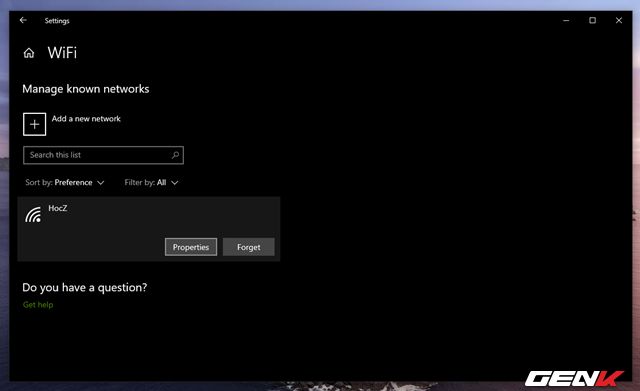 Settings
WiFi
Manage known networks
Add a new network
Search this list
Sort by: Preference Filter by: All
HocZ
Properties Forget
Do you have a question?
Get help
GENK